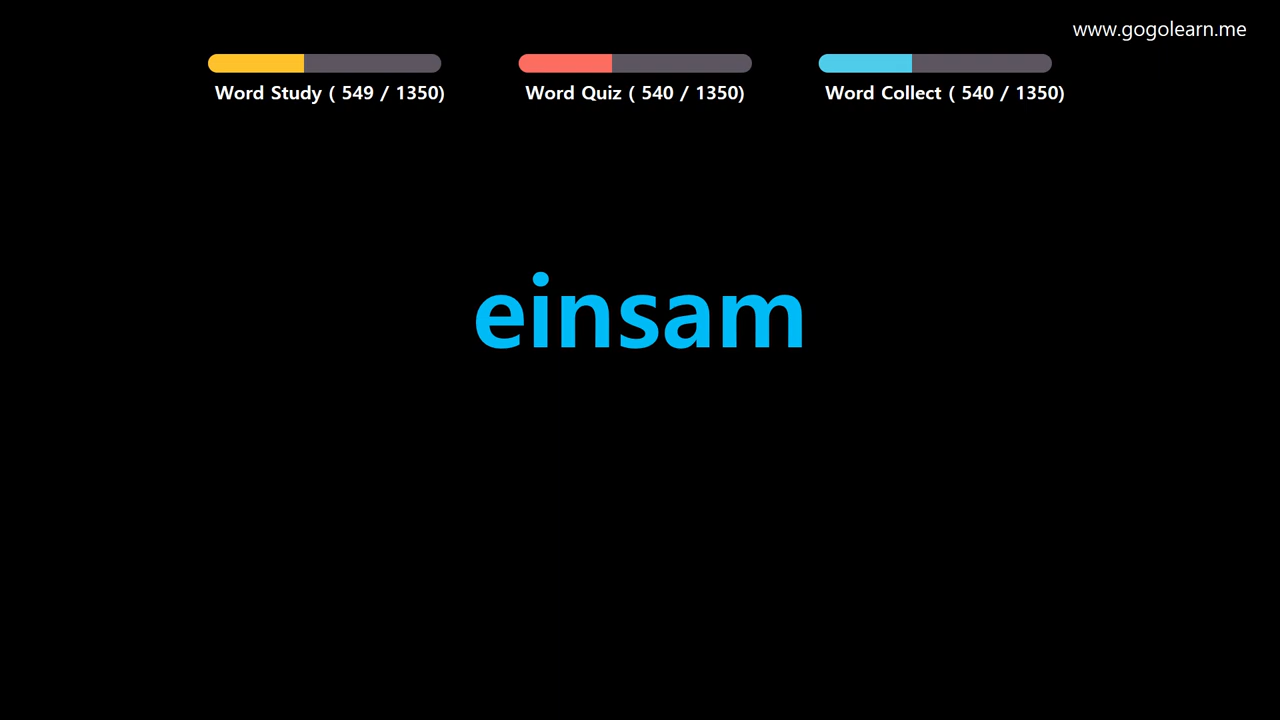 www.gogolearn.me
Word Study ( 549 / 1350)
Word Quiz ( 540 / 1350)
Word Collect ( 540 / 1350)
einsam